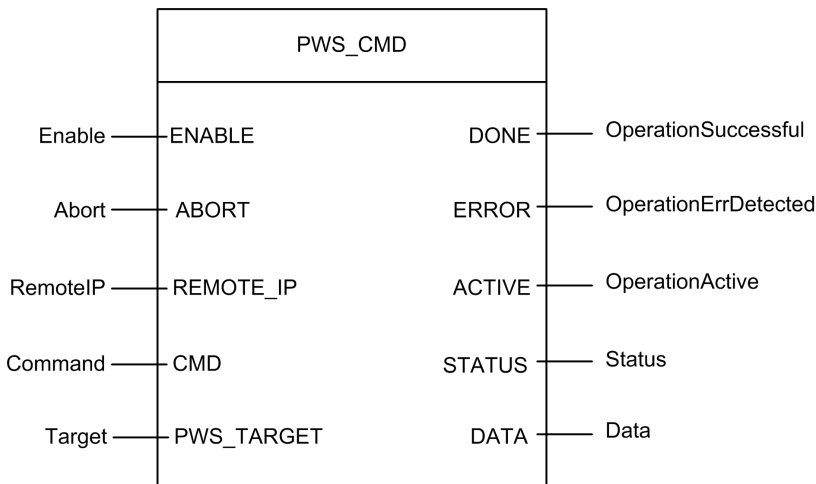 PWS_CMD
Enable ENABLE DONE OperationSuccessful
Abort ABORT ERROR OperationErrDetected
RemoteIP REMOTE_IP ACTIVE OperationActive
Command CMD STATUS Status
Target PWS_TARGET DATA Data